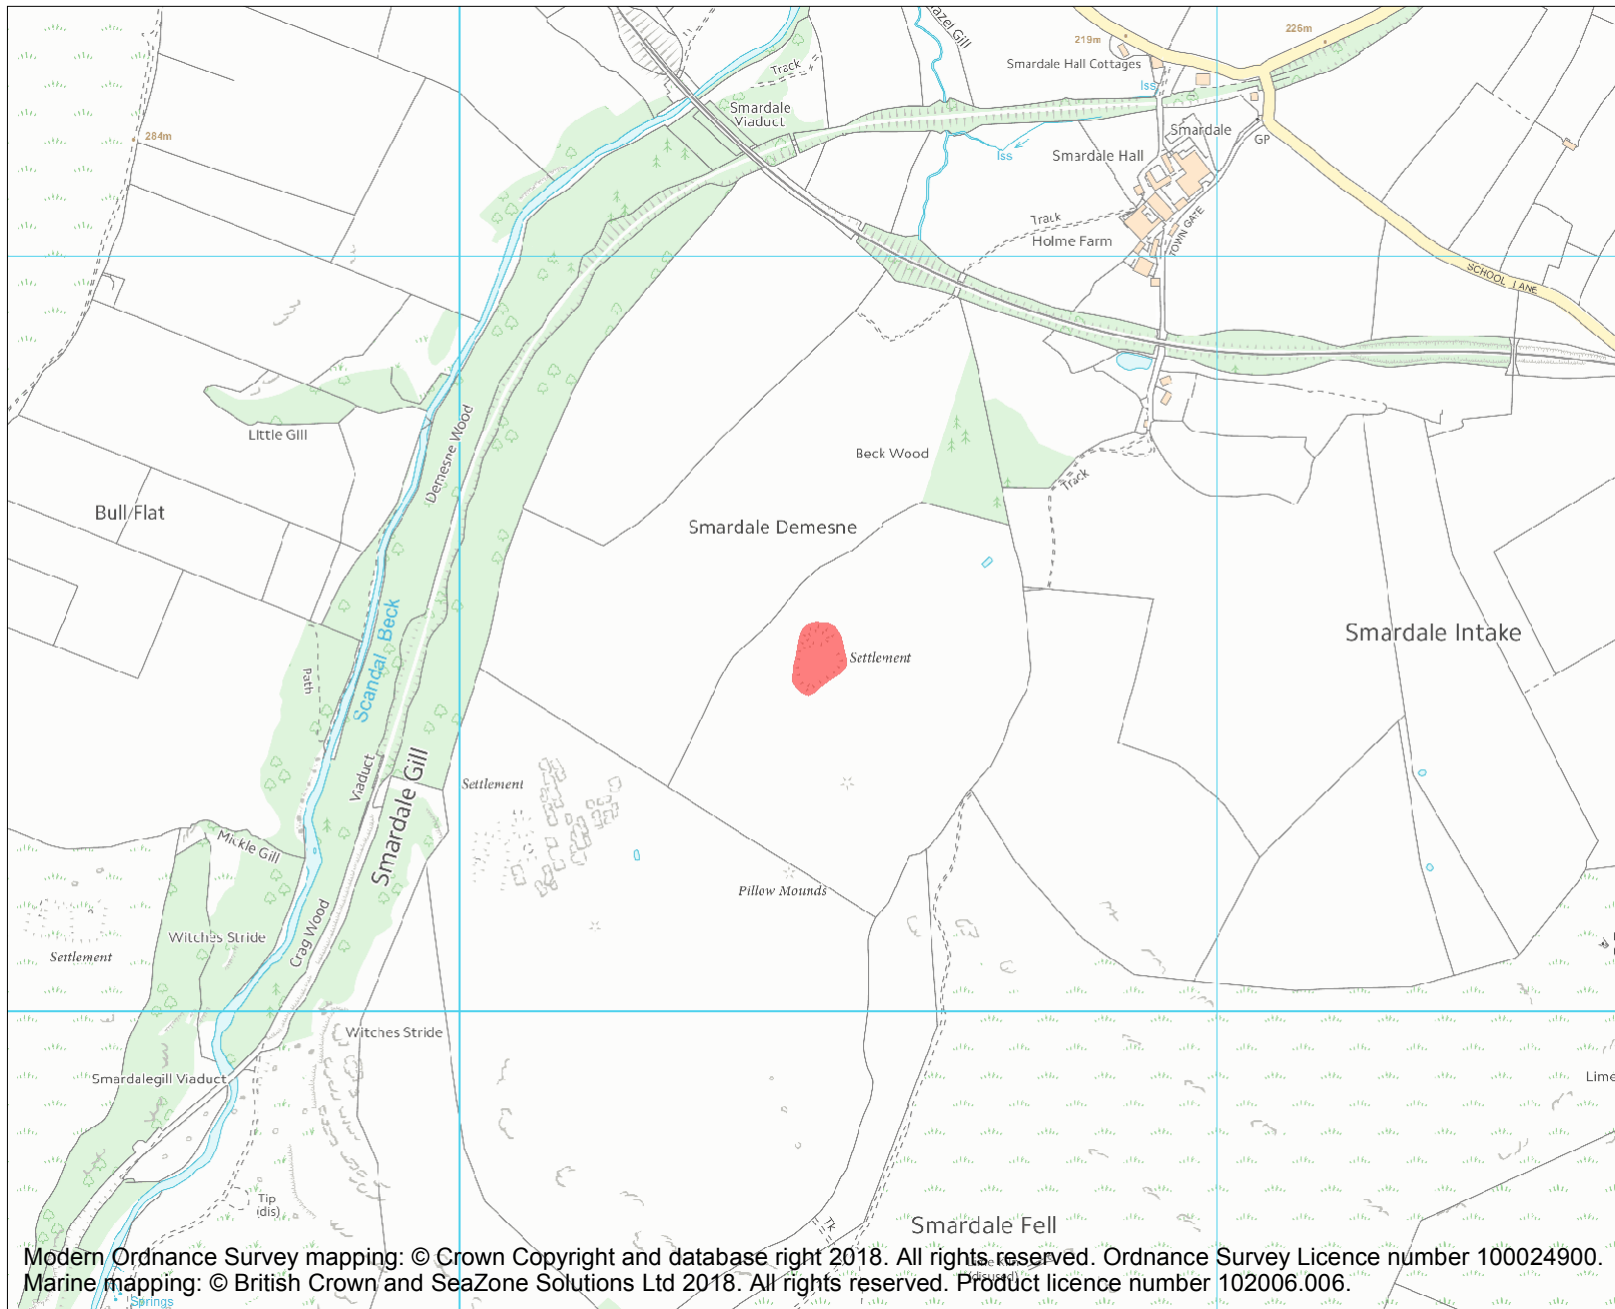 Hazel Gill
219m
226m
Smardale Hall Cottages
Track
Iss
Smardale
Viaduct
284m
Smardale
GP
Iss
Smardale Hall
Track
Holme Farm
TOWN GATE
SCHOOL LANE
Little Gill
Demesne Wood
Beck Wood
Track
Bull Flat
Smardale Demesne
Scandal Beck
Smardale Intake
Settlement
Path
Viaduct
Smardale Gill
Settlement
Mickle Gill
Pillow Mounds
Crag Wood
Witches Stride
Settlement
Witches Stride
Smardalegill Viaduct
Lime
Tip
(dis)
Tk
Smardale Fell
(disused)
Modern Ordnance Survey mapping: © Crown Copyright and database right 2018. All rights reserved. Ordnance Survey Licence number 100024900.
Marine mapping: © British Crown and SeaZone Solutions Ltd 2018. All rights reserved. Product licence number 102006.006.
Springs